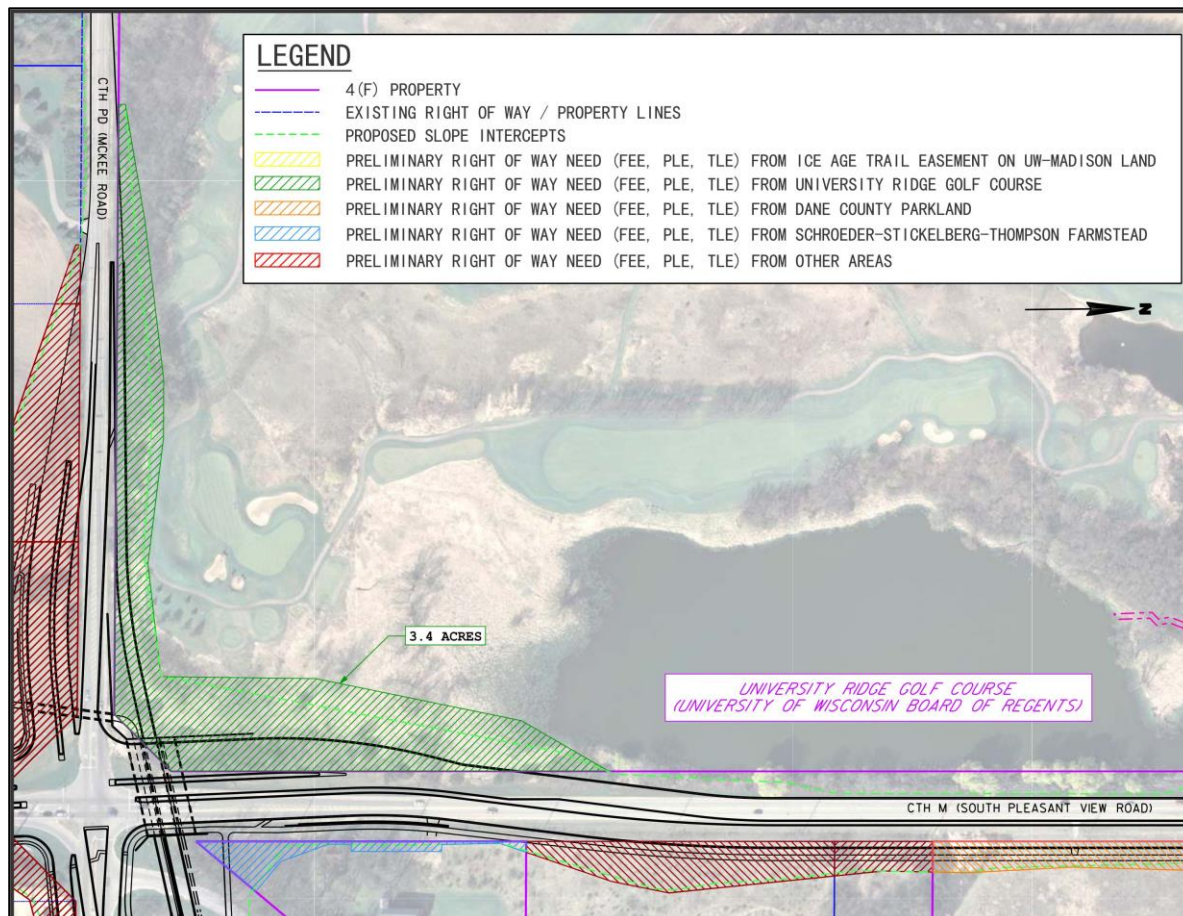 LEGEND
4(F) PROPERTY
EXISTING RIGHT OF WAY / PROPERTY LINES
PROPOSED SLOPE INTERCEPTS
PRELIMINARY RIGHT OF WAY NEED (FEE, PLE, TLE) FROM ICE AGE TRAIL EASEMENT ON UW-MADISON LAND
PRELIMINARY RIGHT OF WAY NEED (FEE, PLE, TLE) FROM UNIVERSITY RIDGE GOLF COURSE
PRELIMINARY RIGHT OF WAY NEED (FEE, PLE, TLE) FROM DANE COUNTY PARKLAND
PRELIMINARY RIGHT OF WAY NEED (FEE, PLE, TLE) FROM SCHROEDER-STICKELBERG-THOMPSON FARMSTEAD
PRELIMINARY RIGHT OF WAY NEED (FEE, PLE, TLE) FROM OTHER AREAS
CTH PD (MCKEE ROAD)
N
3.4 ACRES
UNIVERSITY RIDGE GOLF COURSE
(UNIVERSITY OF WISCONSIN BOARD OF REGENTS)
CTH M (SOUTH PLEASANT VIEW ROAD)